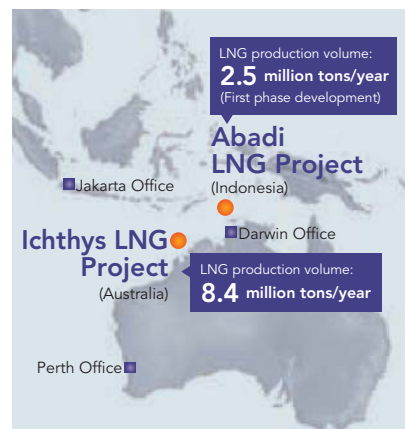 LNG production volume:
2.5 million tons/year
(First phase development)
Abadi
LNG Project
(Indonesia)
Jakarta Office
Darwin Office
Ichthys LNG
Project
(Australia)
LNG production volume:
8.4 million tons/year
Perth Office